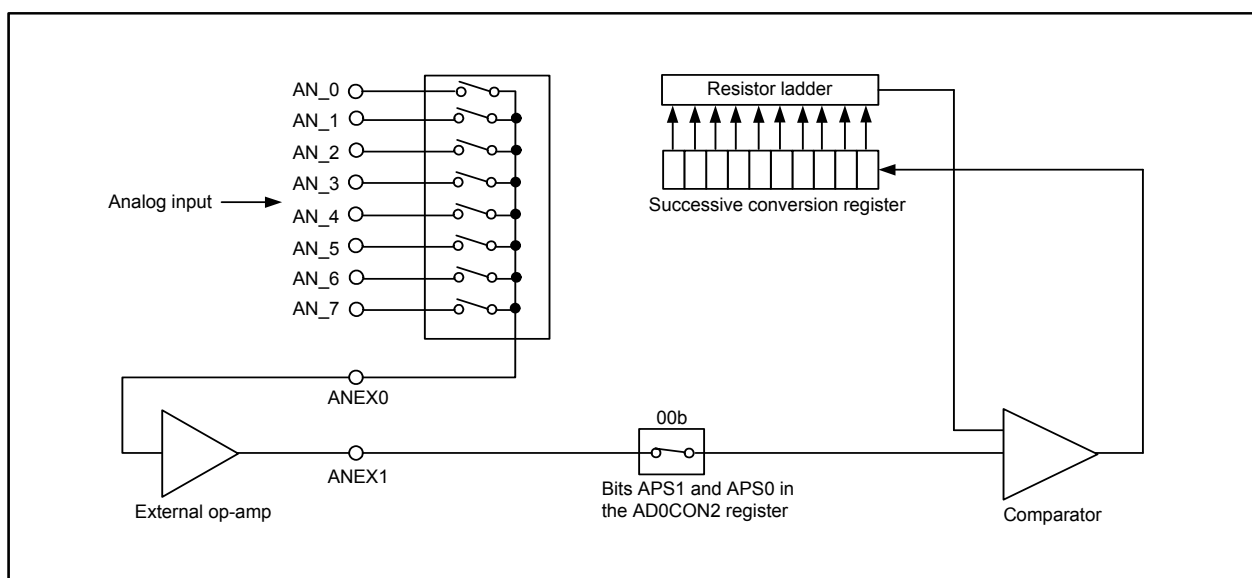 AN_0
AN_1
AN_2
AN_3
AN_4
AN_5
AN_6
AN_7
Analog input
Resistor ladder
Successive conversion register
ANEX0
ANEX1
External op-amp
00b
Bits APS1 and APS0 in
the AD0CON2 register
Comparator